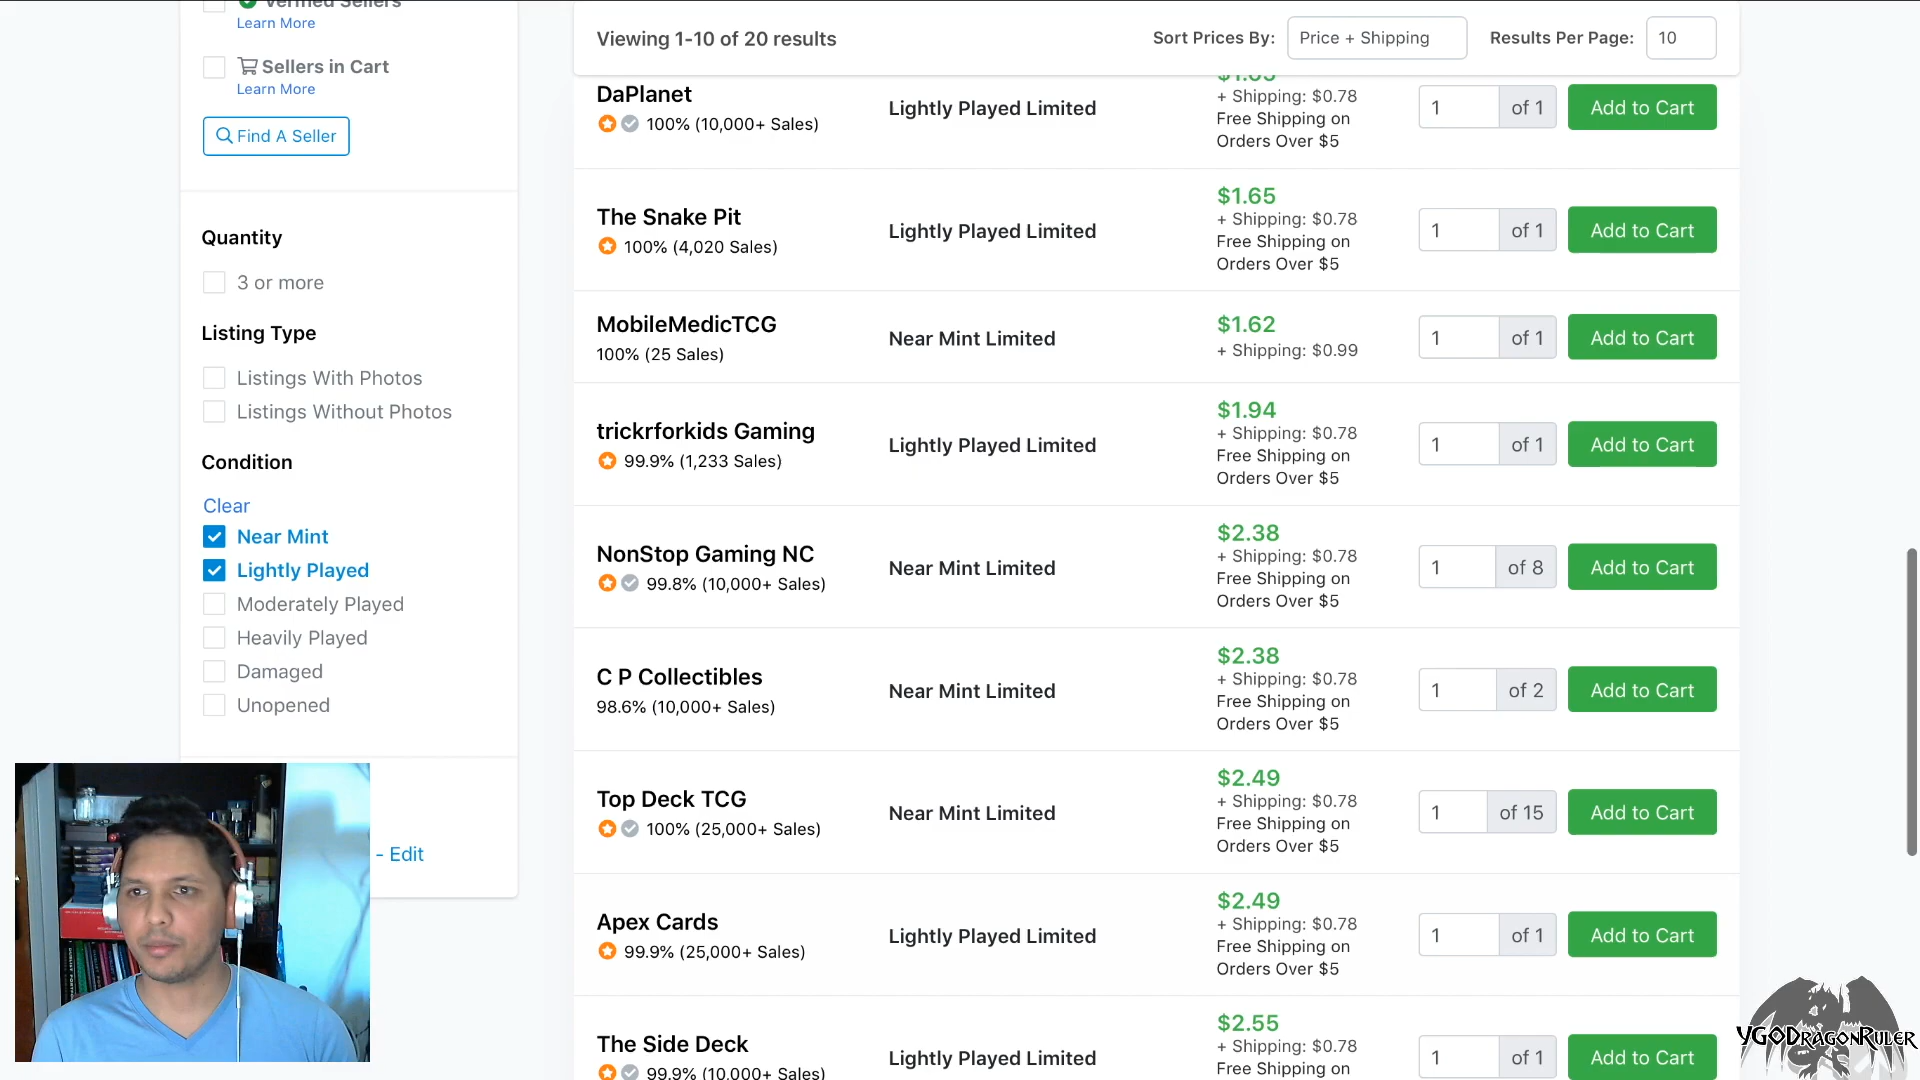 Verified Sellers
Learn More
Sellers in Cart
Learn More
Find A Seller
Quantity
3 or more
Listing Type
Listings With Photos
Listings Without Photos
Condition
Clear
Near Mint
Lightly Played
Moderately Played
Heavily Played
Damaged
Unopened
- Edit
Viewing 1-10 of 20 results
Sort Prices By: Price + Shipping
Results Per Page: 10
DaPlanet
100% (10,000+ Sales)
Lightly Played Limited
+ Shipping: $0.78
Free Shipping on
Orders Over $5
1 of 1
Add to Cart
The Snake Pit
100% (4,020 Sales)
Lightly Played Limited
$1.65
+ Shipping: $0.78
Free Shipping on
Orders Over $5
1 of 1
Add to Cart
MobileMedicTCG
100% (25 Sales)
Near Mint Limited
$1.62
+ Shipping: $0.99
1 of 1
Add to Cart
trickrforkids Gaming
99.9% (1,233 Sales)
Lightly Played Limited
$1.94
+ Shipping: $0.78
Free Shipping on
Orders Over $5
1 of 1
Add to Cart
NonStop Gaming NC
99.8% (10,000+ Sales)
Near Mint Limited
$2.38
+ Shipping: $0.78
Free Shipping on
Orders Over $5
1 of 8
Add to Cart
C P Collectibles
98.6% (10,000+ Sales)
Near Mint Limited
$2.38
+ Shipping: $0.78
Free Shipping on
Orders Over $5
1 of 2
Add to Cart
Top Deck TCG
100% (25,000+ Sales)
Near Mint Limited
$2.49
+ Shipping: $0.78
Free Shipping on
Orders Over $5
1 of 15
Add to Cart
Apex Cards
99.9% (25,000+ Sales)
Lightly Played Limited
$2.49
+ Shipping: $0.78
Free Shipping on
Orders Over $5
1 of 1
Add to Cart
The Side Deck
99.9% (10,000+ Sales)
Lightly Played Limited
$2.55
+ Shipping: $0.78
Free Shipping on
1 of 1
Add to Cart
YGODragonRuler